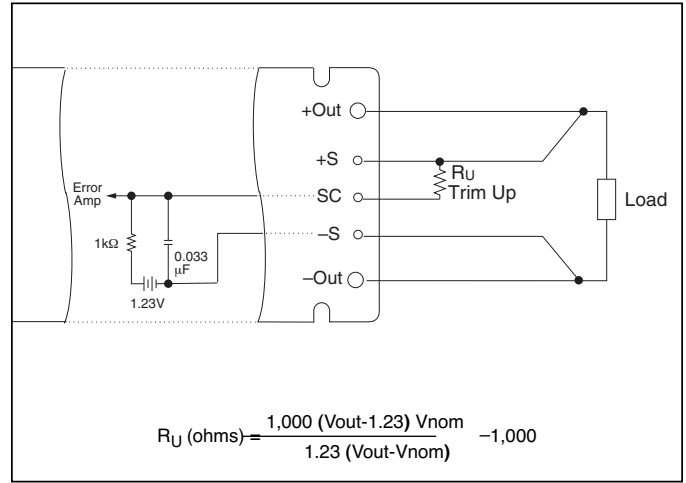 +Out
+S
RU
Trim Up
Error
Amp
SC
Load
1kΩ
0.033
µF
–S
1.23V
–Out
RU (ohms) = 1,000 (Vout-1.23) Vnom –1,000
1.23 (Vout-Vnom)